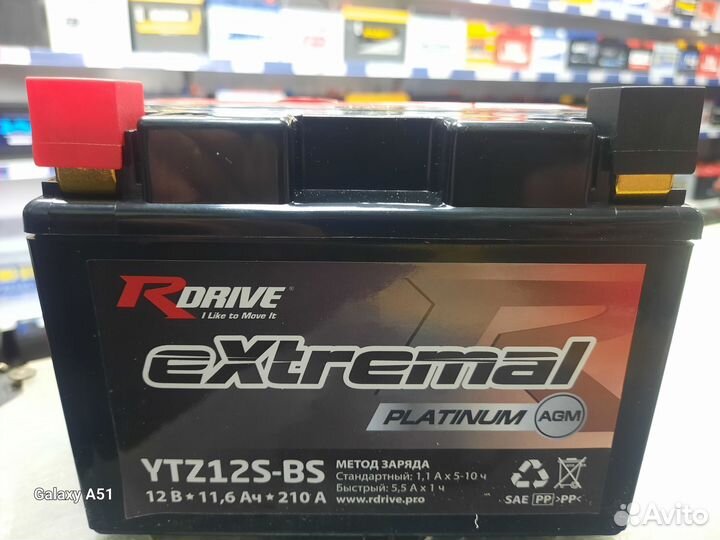 RDRIVE
I Like to Move It
eXtremal
PLATINUM AGM
YTZ12S-BS
12 В ★ 11,6 Ач ★ 210 А
МЕТОД ЗАРЯДА
Стандартный: 1,1 А x 5-10 ч
Быстрый: 5,5 А x 1 ч
www.rdrive.pro
SAE PP >PP<
Galaxy A51
Avito